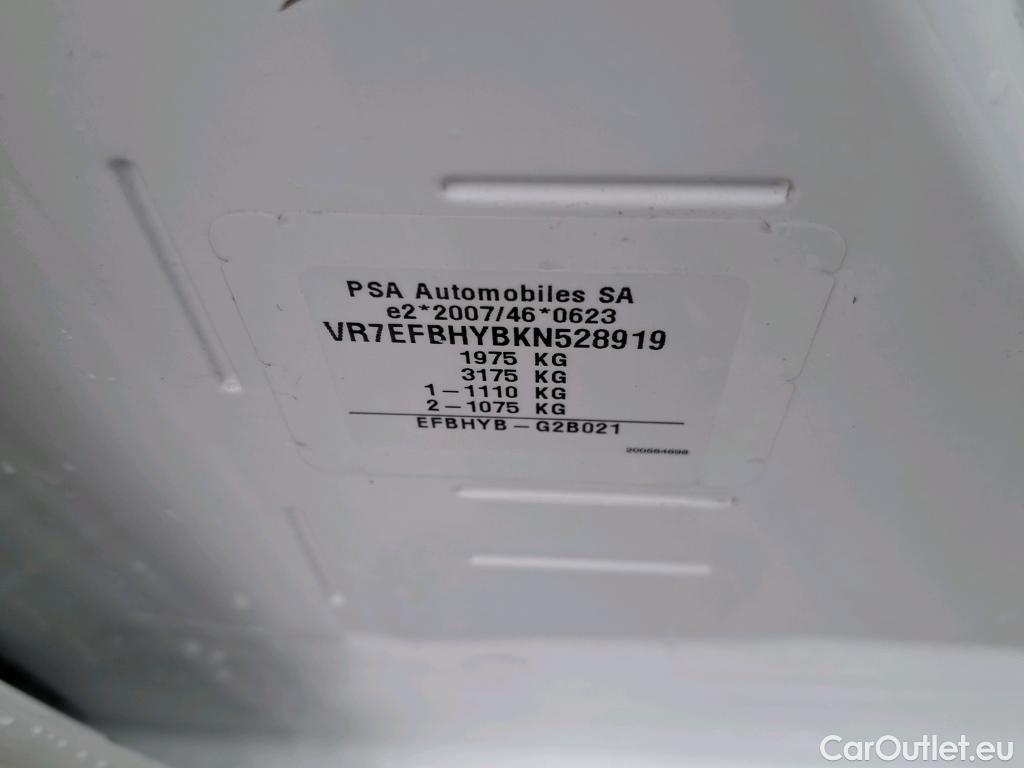 PSA Automobiles SA
e2*2007/46*0623
VR7EFBHYBKN528919
1975 KG
3175 KG
1-1110 KG
2-1075 KG
EFBHYB-G2B021
200564698
CarOutlet.eu